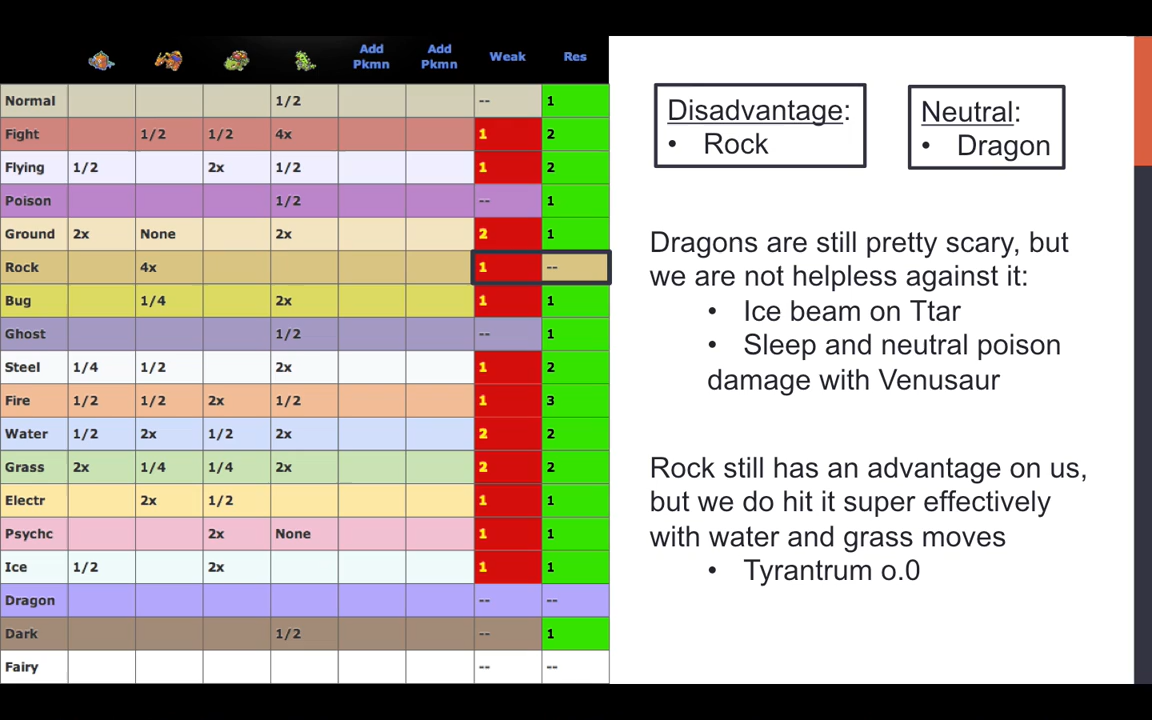 Add Pkmn Add Pkmn Weak Res
Normal 1/2 -- 1
Fight 1/2 1/2 4x 1 2
Flying 1/2 2x 1/2 1 2
Poison 1/2 -- 1
Ground 2x None 2x 2 1
Rock 4x 1 --
Bug 1/4 2x 1 1
Ghost 1/2 -- 1
Steel 1/4 1/2 2x 1 2
Fire 1/2 1/2 2x 1/2 1 3
Water 1/2 2x 1/2 2x 2 2
Grass 2x 1/4 1/4 2x 2 2
Electr 2x 1/2 1 1
Psychc 2x None 1 1
Ice 1/2 2x 1 1
Dragon -- --
Dark 1/2 -- 1
Fairy -- --
Disadvantage:
• Rock
Neutral:
• Dragon
Dragons are still pretty scary, but
we are not helpless against it:
• Ice beam on Ttar
• Sleep and neutral poison
damage with Venusaur
Rock still has an advantage on us,
but we do hit it super effectively
with water and grass moves
• Tyrantrum o.0